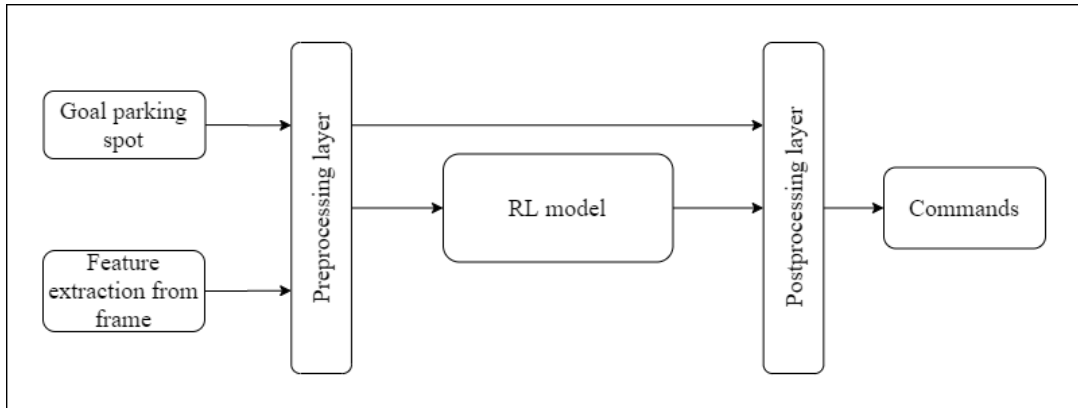 Goal parking
spot
Feature
extraction from
frame
Preprocessing layer
RL model
Postprocessing layer
Commands